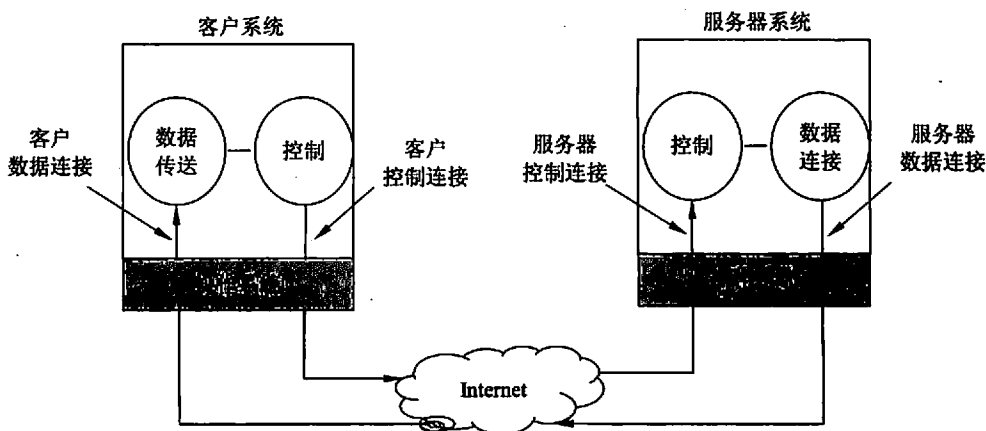 客户系统
服务器系统
客户
数据连接
数据
传送
控制
客户
控制连接
服务器
控制连接
控制
数据
连接
服务器
数据连接
Internet